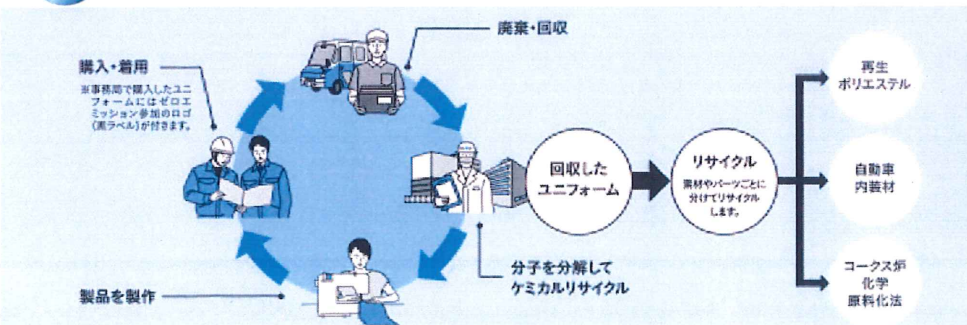 廃棄・回収
購入・着用
※事務局で購入したユニ
フォームにはゼロエ
ミッション参加のロゴ
(黒ラベル)が付きます。
回収した
ユニフォーム
リサイクル
素材やパーツごとに
分けてリサイクル
します。
再生
ポリエステル
自動車
内装材
コークス炉
化学
原料化法
分子を分解して
ケミカルリサイクル
製品を製作